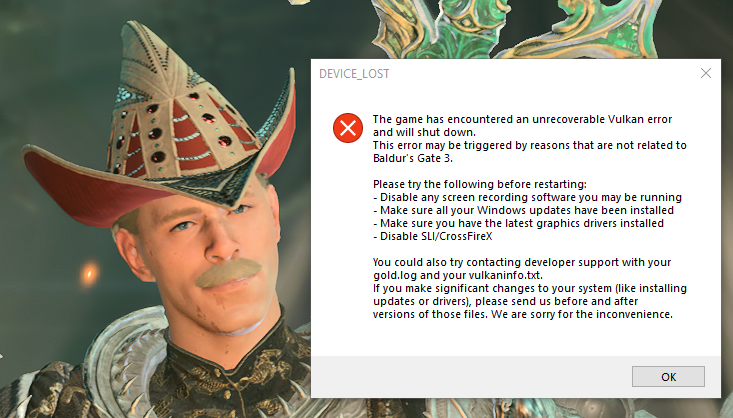 DEVICE_LOST
The game has encountered an unrecoverable Vulkan error
and will shut down.
This error may be triggered by reasons that are not related to
Baldur's Gate 3.
Please try the following before restarting:
- Disable any screen recording software you may be running
- Make sure all your Windows updates have been installed
- Make sure you have the latest graphics drivers installed
- Disable SLI/CrossFireX
You could also try contacting developer support with your
gold.log and your vulkaninfo.txt.
If you make significant changes to your system (like installing
updates or drivers), please send us before and after
versions of those files. We are sorry for the inconvenience.
OK